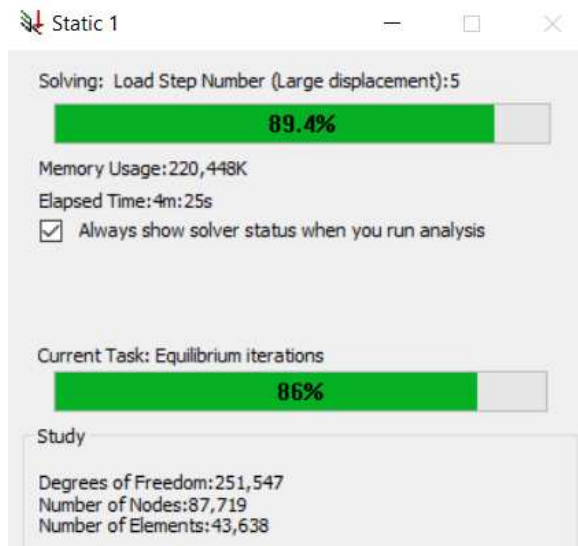 Static 1
Solving: Load Step Number (Large displacement):5
89.4%
Memory Usage:220,448K
Elapsed Time:4m:25s
Always show solver status when you run analysis
Current Task: Equilibrium iterations
86%
Study
Degrees of Freedom:251,547
Number of Nodes:87,719
Number of Elements:43,638